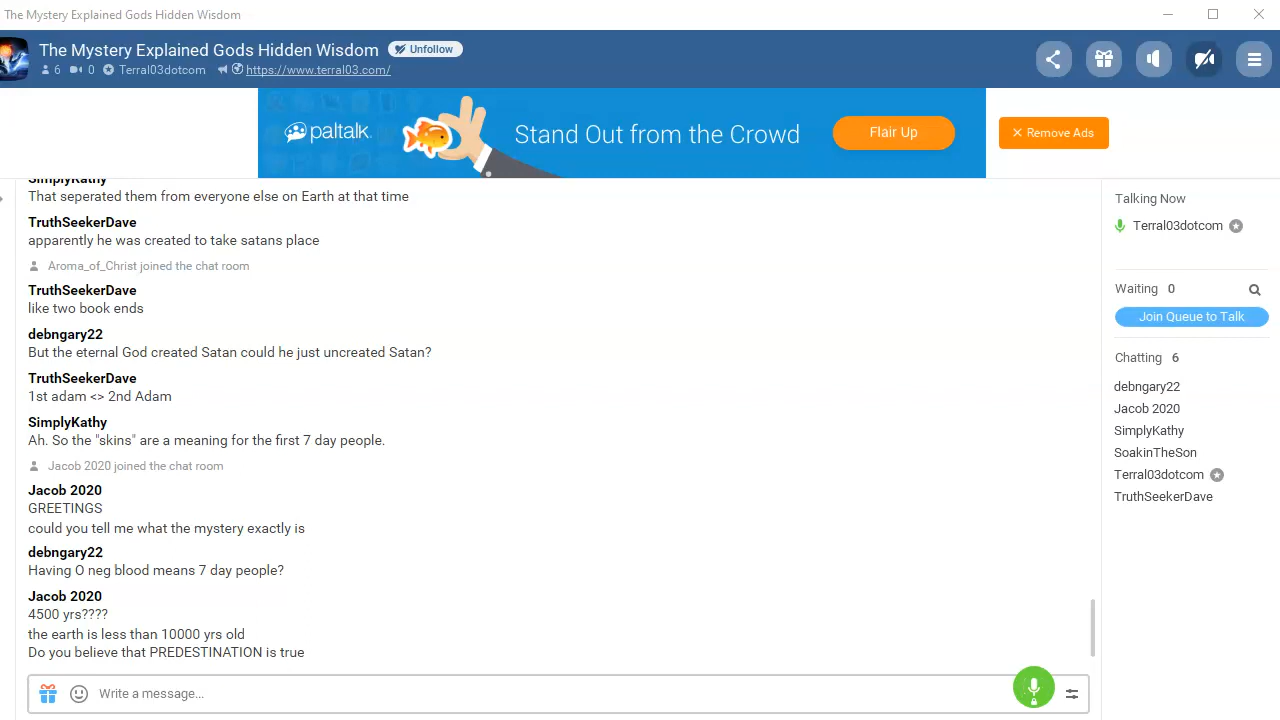 The Mystery Explained Gods Hidden Wisdom
The Mystery Explained Gods Hidden Wisdom Unfollow
6 0 Terral03dotcom https://www.terral03.com/
paltalk. Stand Out from the Crowd Flair Up Remove Ads
SimplyKathy
That seperated them from everyone else on Earth at that time
TruthSeekerDave
apparently he was created to take satans place
Aroma_of_Christ joined the chat room
TruthSeekerDave
like two book ends
debngary22
But the eternal God created Satan could he just uncreated Satan?
TruthSeekerDave
1st adam <> 2nd Adam
SimplyKathy
Ah. So the "skins" are a meaning for the first 7 day people.
Jacob 2020 joined the chat room
Jacob 2020
GREETINGS
could you tell me what the mystery exactly is
debngary22
Having O neg blood means 7 day people?
Jacob 2020
4500 yrs????
the earth is less than 10000 yrs old
Do you believe that PREDESTINATION is true
Write a message...
Talking Now
Terral03dotcom
Waiting 0
Join Queue to Talk
Chatting 6
debngary22
Jacob 2020
SimplyKathy
SoakinTheSon
Terral03dotcom
TruthSeekerDave